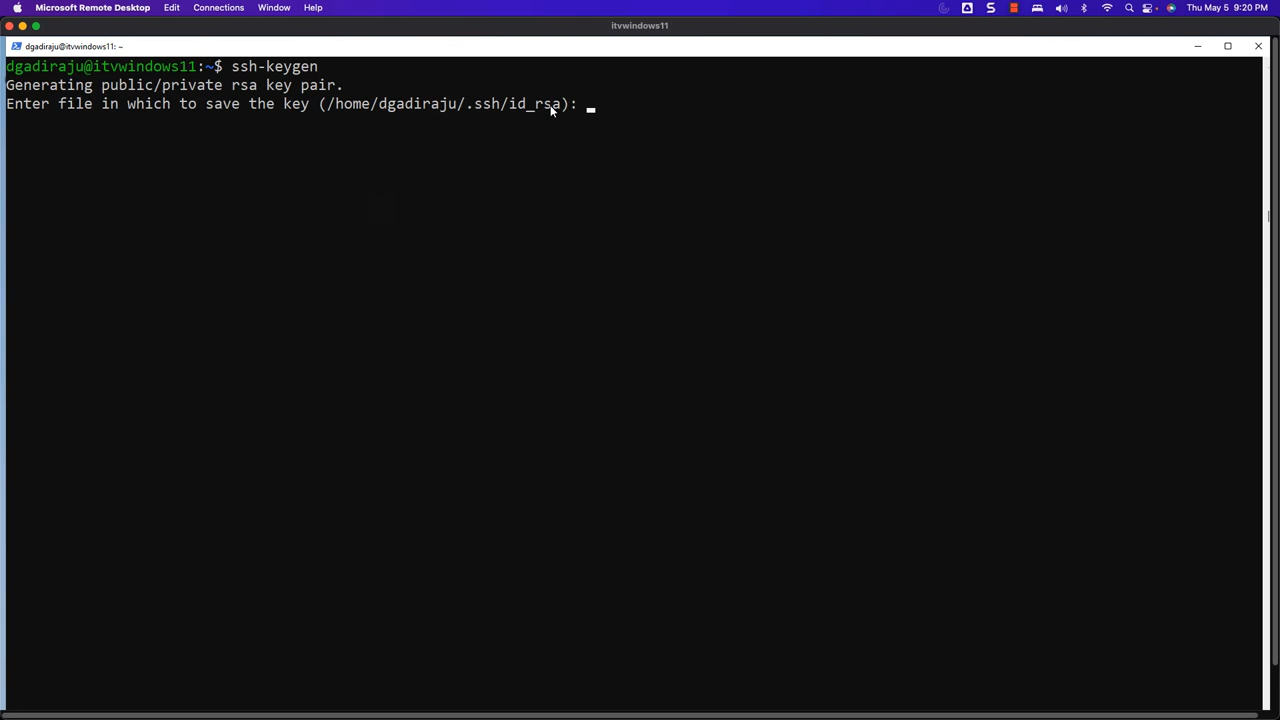 Microsoft Remote Desktop Edit Connections Window Help Thu May 5 9:20 PM
itvwindows11
dgadiraju@itvwindows11: ~
dgadiraju@itvwindows11:~$ ssh-keygen
Generating public/private rsa key pair.
Enter file in which to save the key (/home/dgadiraju/.ssh/id_rsa):